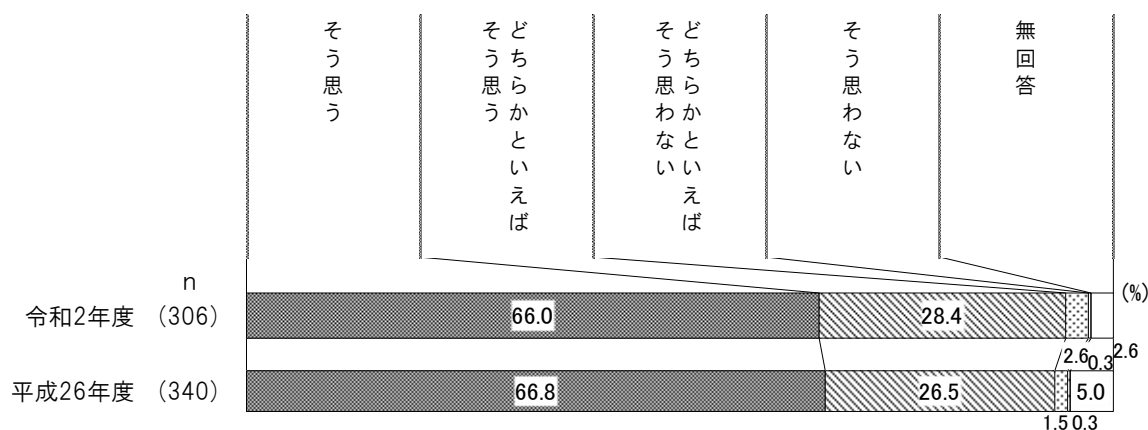 そう思う
どちらかといえば
そう思う
どちらかといえば
そう思わない
そう思わない
無回答
n
(%)
令和2年度 (306)
66.0
28.4
2.6
0.3
2.6
平成26年度 (340)
66.8
26.5
1.5
0.3
5.0